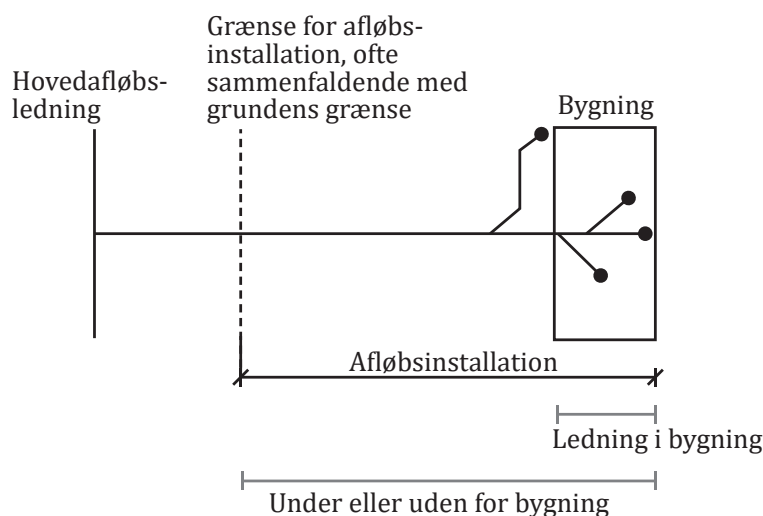 Grænse for afløbs-
installation, ofte
sammenfaldende med
grundens grænse
Hovedafløbs-
ledning
Bygning
Afløbsinstallation
Ledning i bygning
Under eller uden for bygning